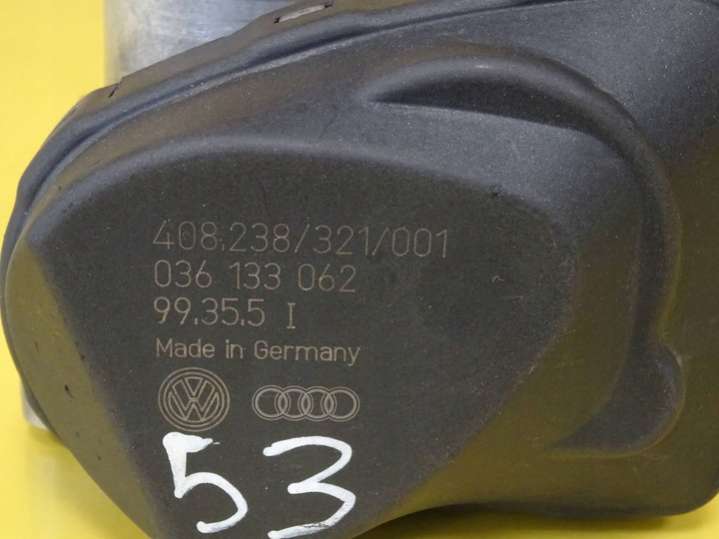 408.238/321/001
036 133 062
99.35.5 I
Made in Germany
53